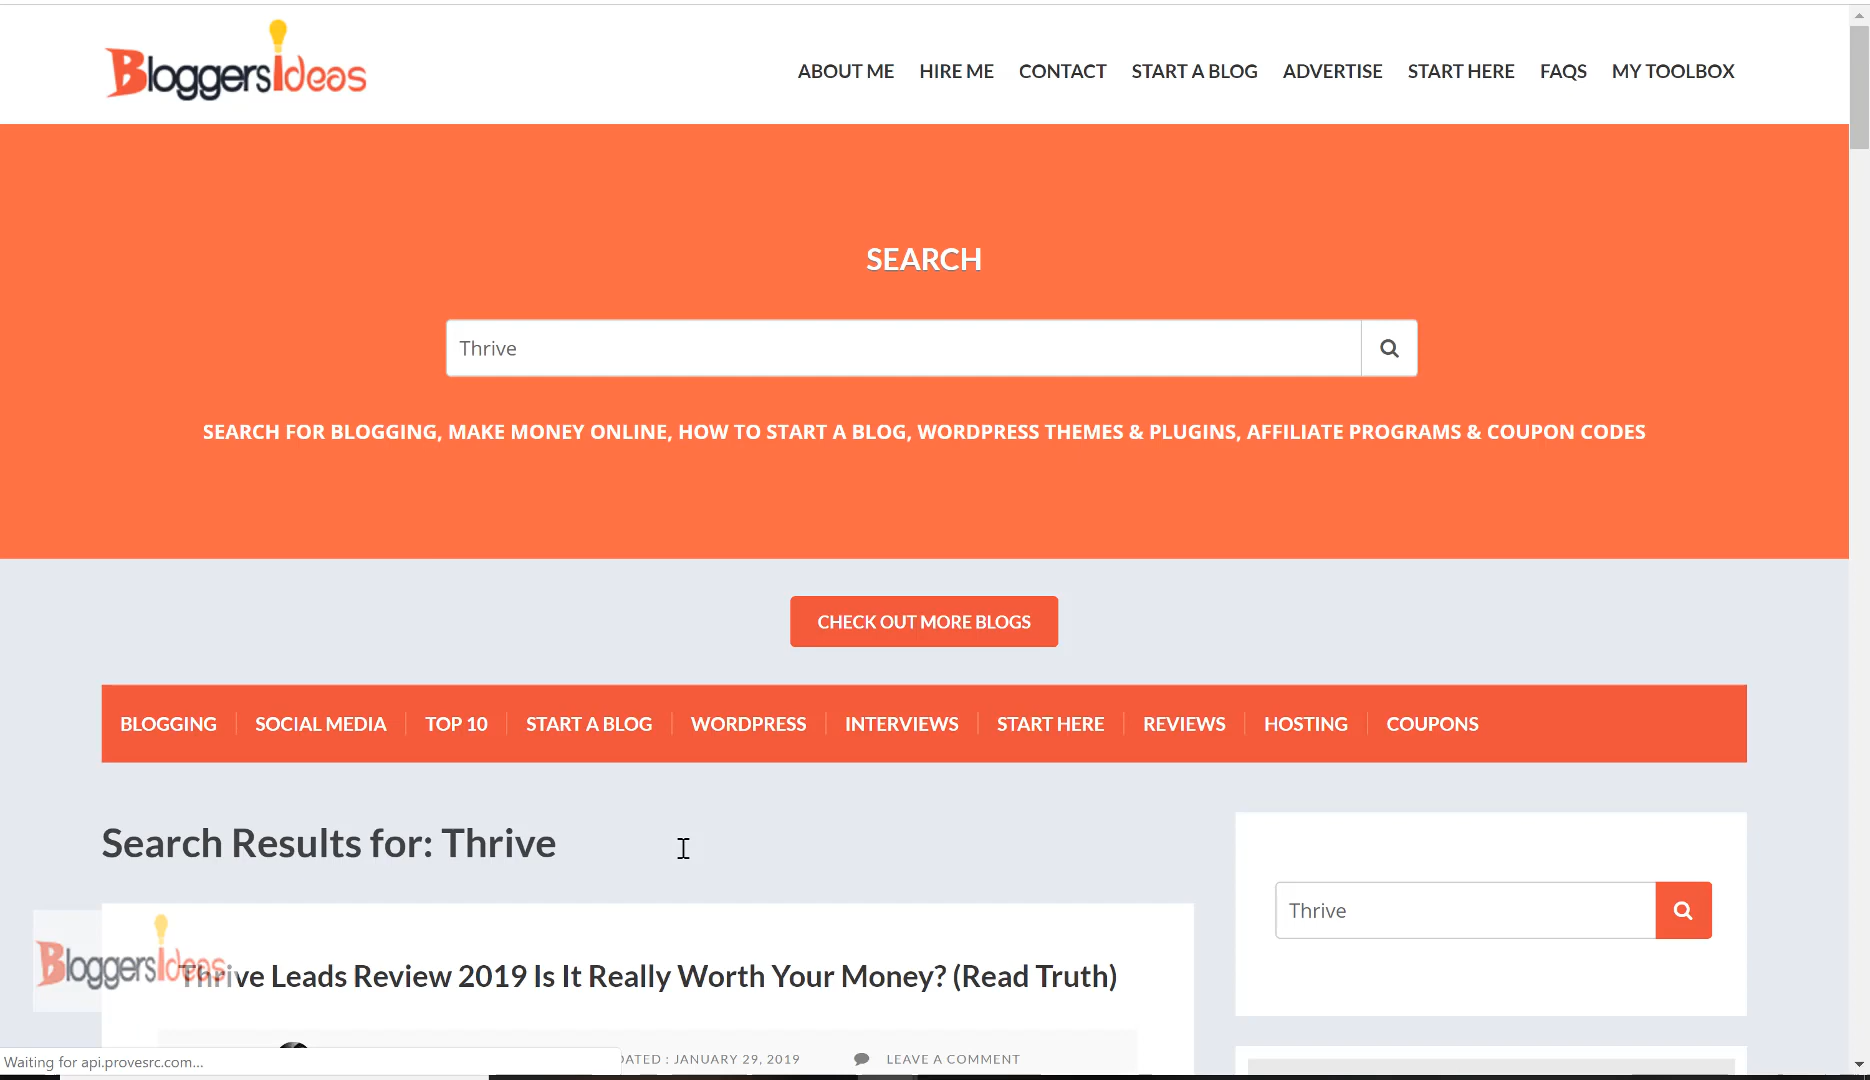 BloggersIdeas
ABOUT ME HIRE ME CONTACT START A BLOG ADVERTISE START HERE FAQS MY TOOLBOX
SEARCH
Thrive
SEARCH FOR BLOGGING, MAKE MONEY ONLINE, HOW TO START A BLOG, WORDPRESS THEMES & PLUGINS, AFFILIATE PROGRAMS & COUPON CODES
CHECK OUT MORE BLOGS
BLOGGING SOCIAL MEDIA TOP 10 START A BLOG WORDPRESS INTERVIEWS START HERE REVIEWS HOSTING COUPONS
Search Results for: Thrive
Thrive
BloggersIdeas
Thrive Leads Review 2019 Is It Really Worth Your Money? (Read Truth)
DATED : JANUARY 29, 2019 LEAVE A COMMENT
Waiting for api.provesrc.com...